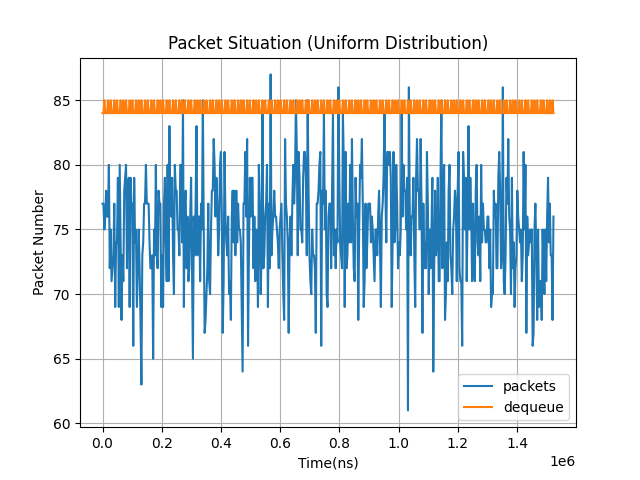 Packet Situation (Uniform Distribution)
85
80
75
70
65
60
Packet Number
packets
dequeue
0.0 0.2 0.4 0.6 0.8 1.0 1.2 1.4
1e6
Time(ns)